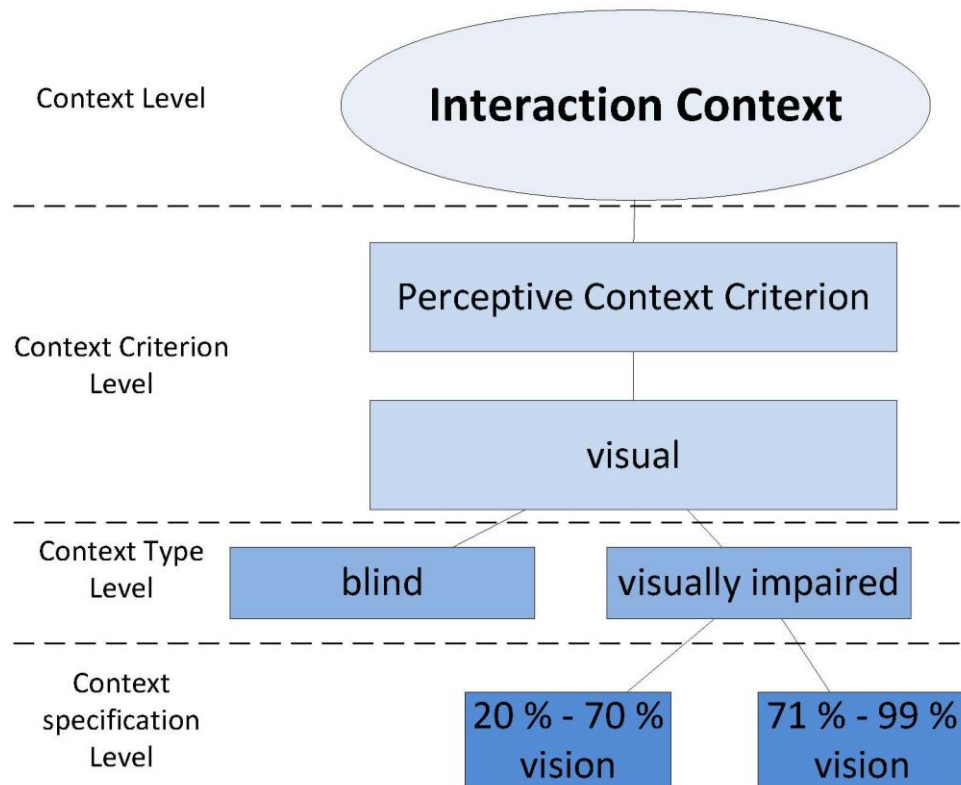 Context Level
Interaction Context
Perceptive Context Criterion
Context Criterion
Level
visual
Context Type
Level
blind
visually impaired
Context
specification
Level
20 % - 70 %
vision
71 % - 99 %
vision